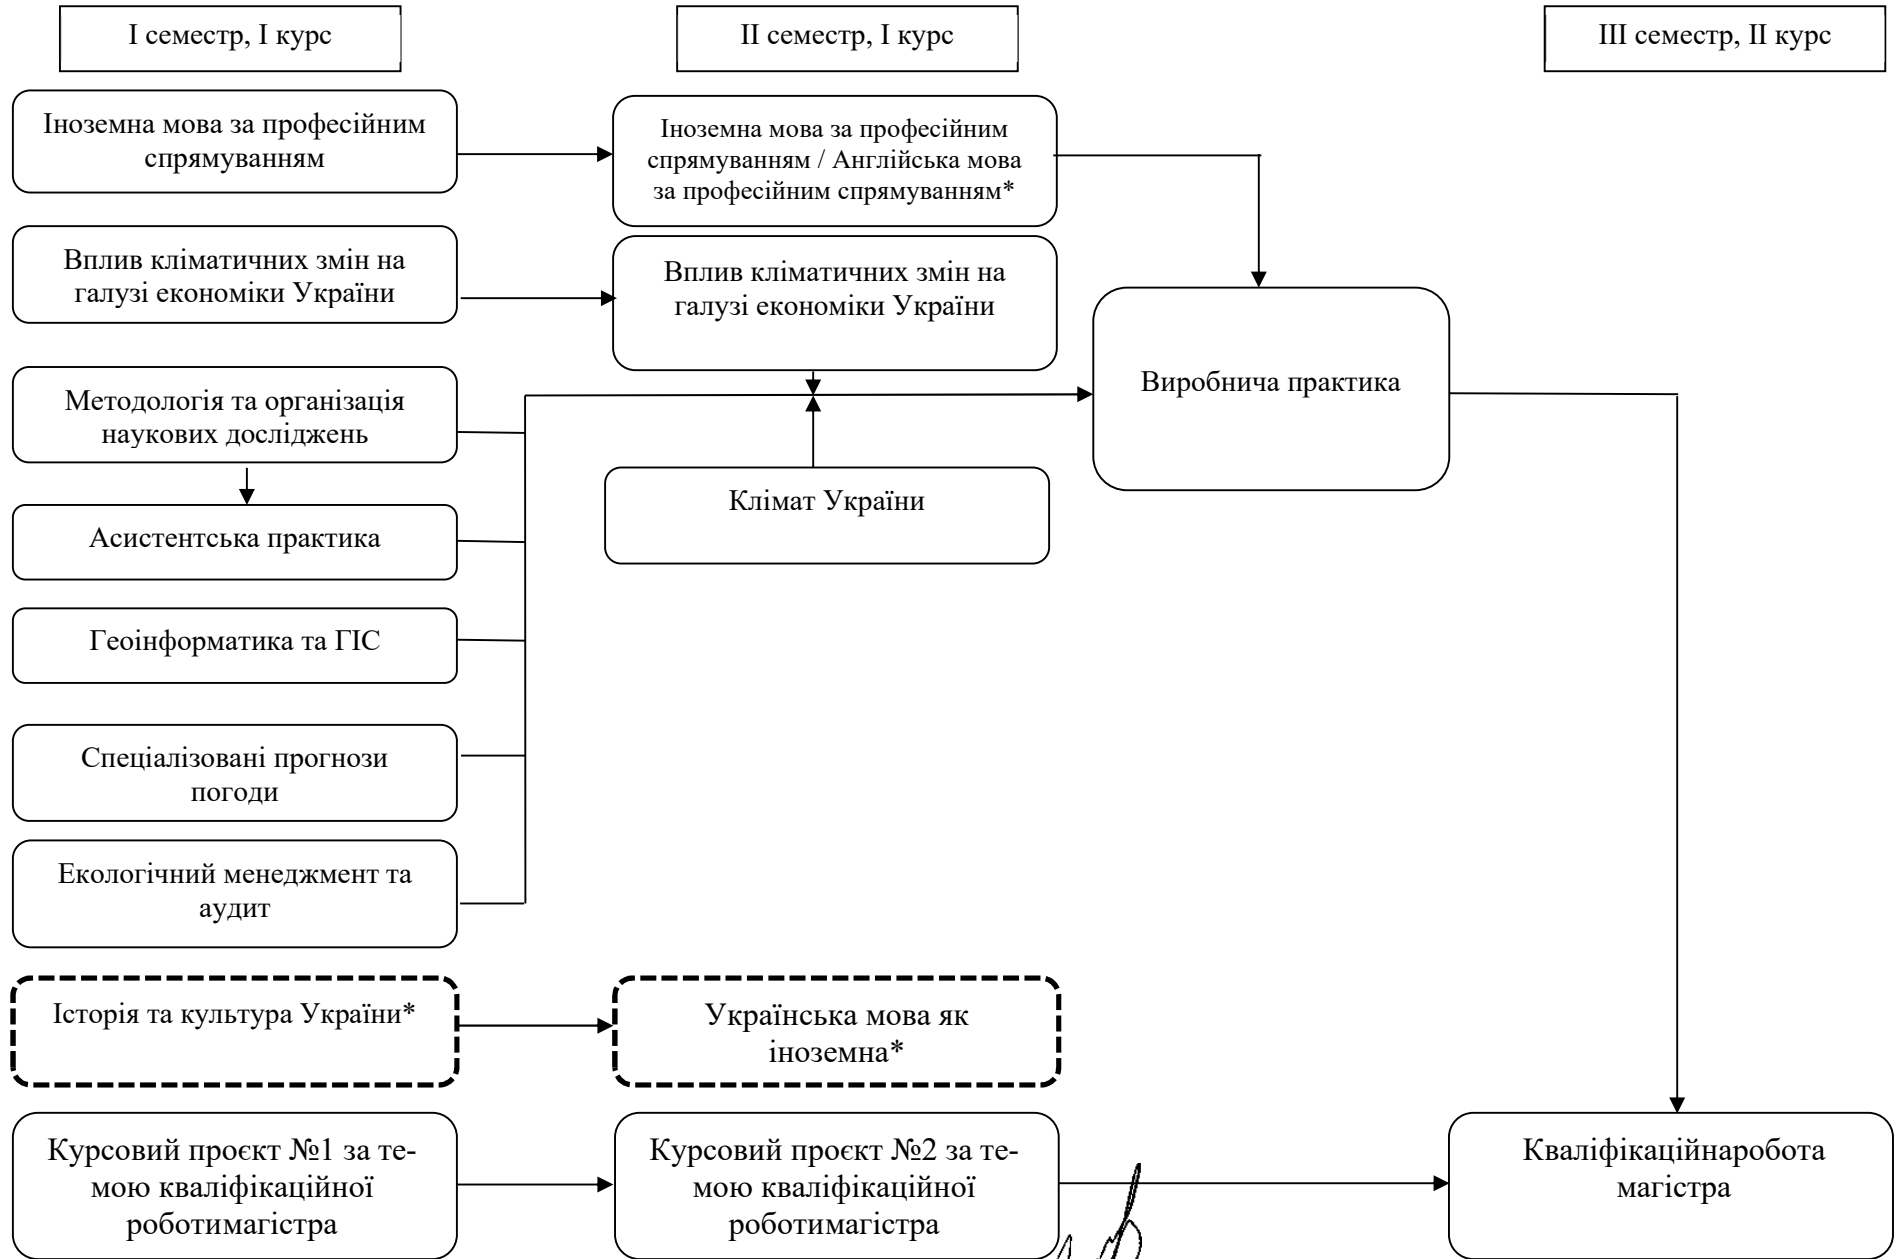 І семестр, І курс
ІІ семестр, І курс
ІІІ семестр, ІІ курс
Іноземна мова за професійним
спрямуванням
Іноземна мова за професійним
спрямуванням / Англійська мова
за професійним спрямуванням*
Вплив кліматичних змін на
галузі економіки України
Вплив кліматичних змін на
галузі економіки України
Виробнича практика
Методологія та організація
наукових досліджень
Клімат України
Асистентська практика
Геоінформатика та ГІС
Спеціалізовані прогнози
погоди
Екологічний менеджмент та
аудит
Історія та культура України*
Українська мова як
іноземна*
Курсовий проєкт №1 за те-
мою кваліфікаційної
роботимагістра
Курсовий проєкт №2 за те-
мою кваліфікаційної
роботимагістра
Кваліфікаційнаробота
магістра